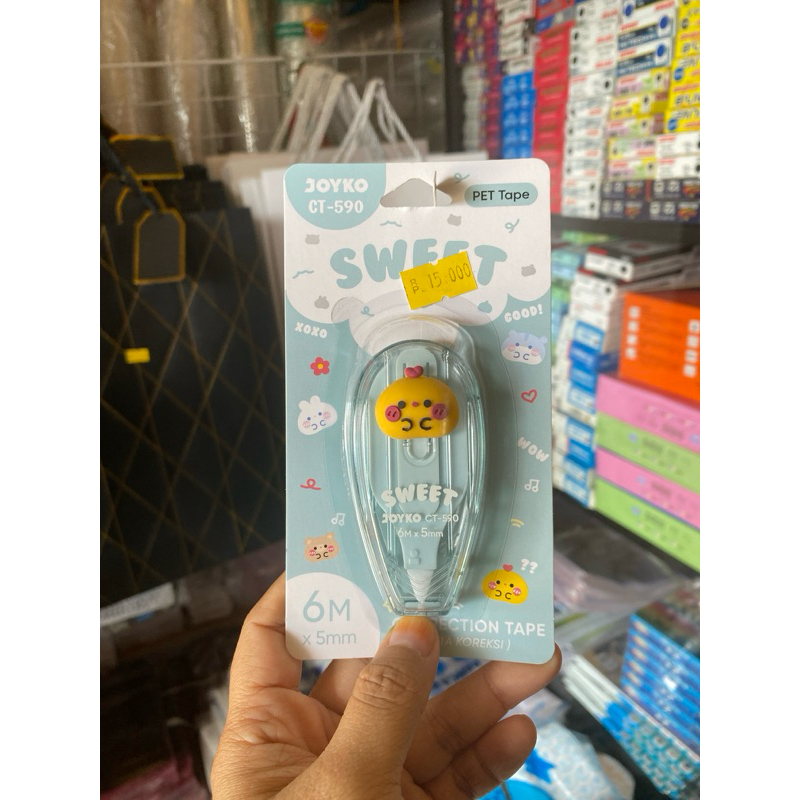 JOYKO
CT-590
PET Tape
SWEET
B. 15.000
XOXO
GOOD!
WOW
SWEET
JOYKO CT-590
6M x 5mm
??
6M
x 5mm
ECTION TAPE
KOREKSI )